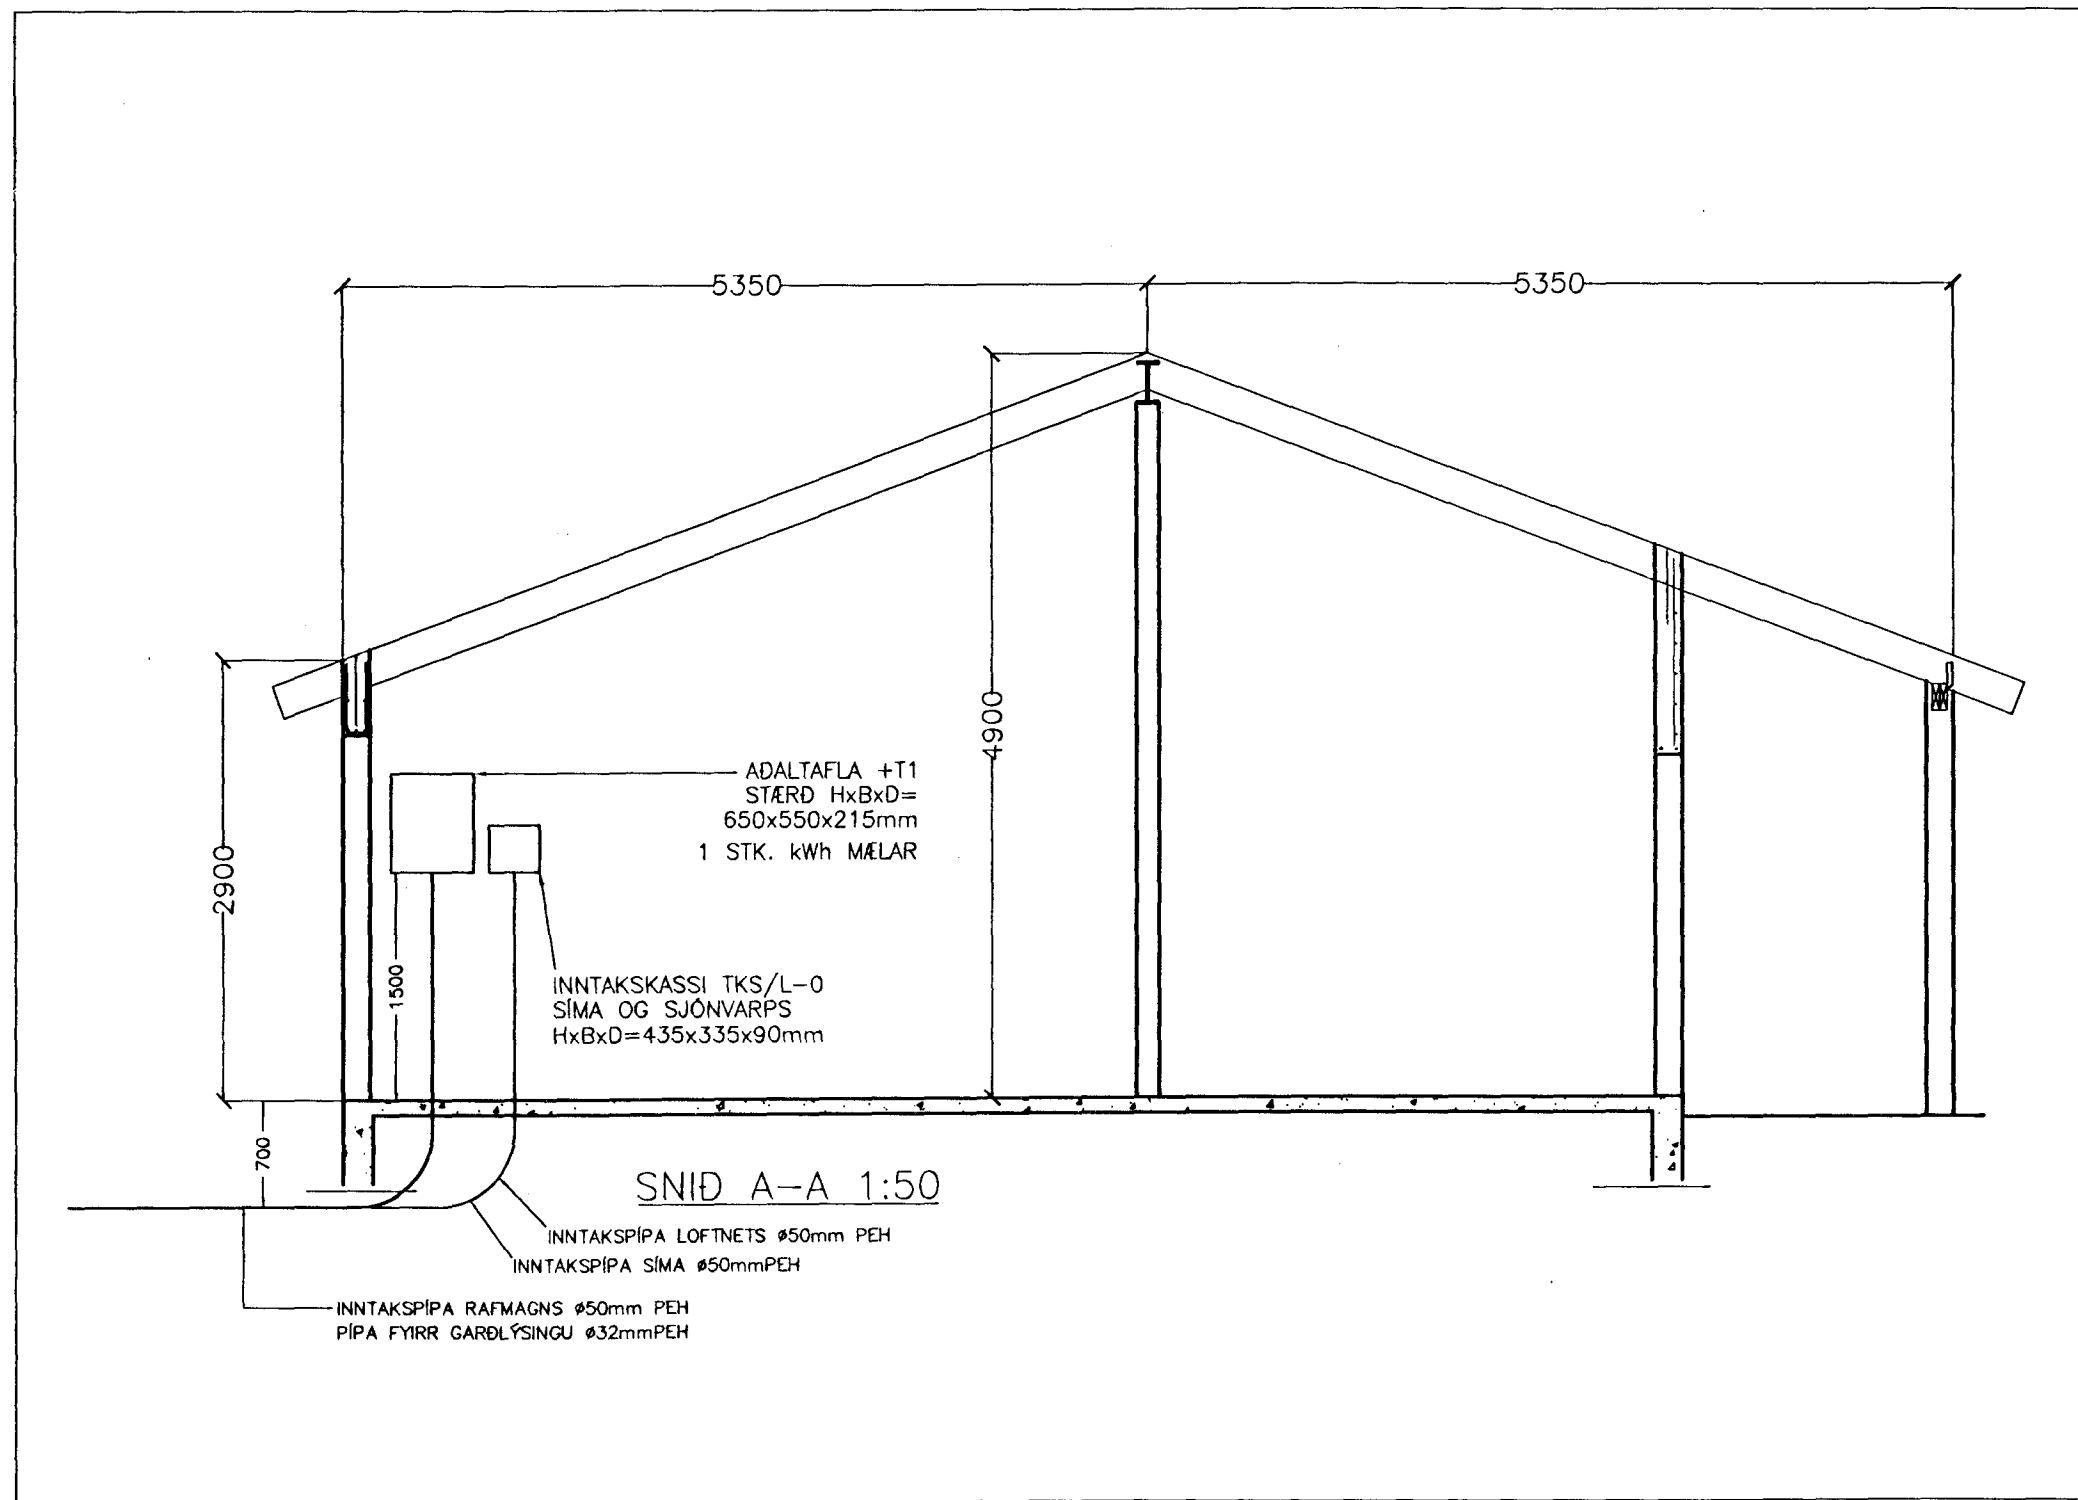 5350
5350
4900
2900
AÐALTAFLA +T1
STÆRÐ HxBxD=
650x550x215mm
1 STK. kWh MÆLAR
1500
INNTAKSKASSI TKS/L-0
SÍMA OG SJÓNVARPS
HxBxD=435x335x90mm
700
SNIÐ A-A 1:50
INNTAKSPÍPA LOFTNETS ø50mm PEH
INNTAKSPÍPA SÍMA ø50mmPEH
INNTAKSPÍPA RAFMAGNS ø50mm PEH
PÍPA FYIRR GARÐLÝSINGU ø32mmPEH